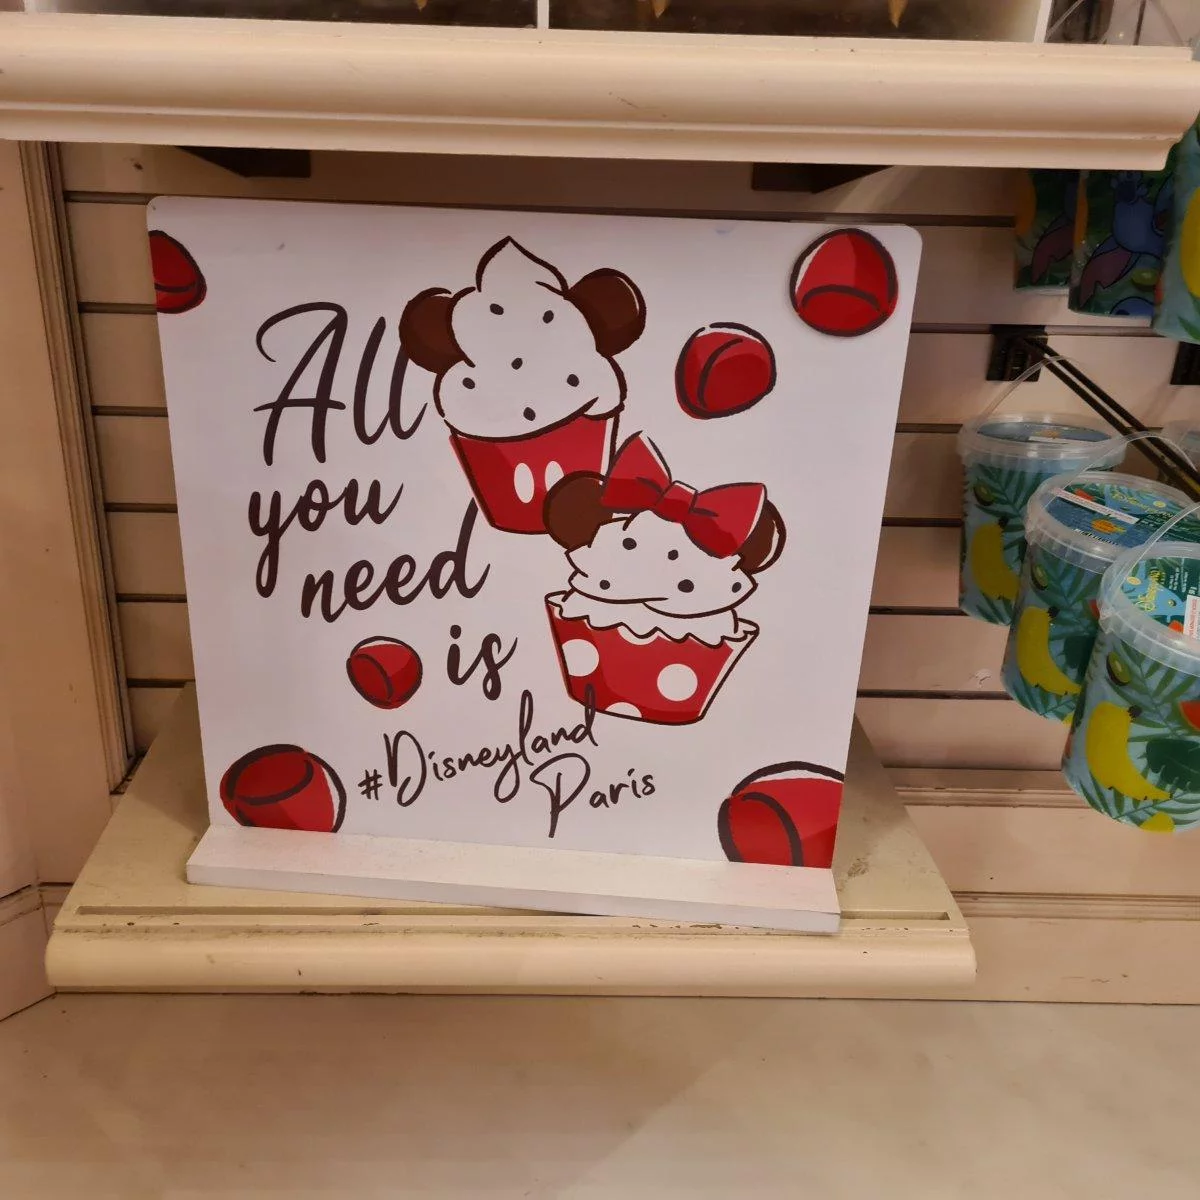 All
you
need
is
#Disneyland
Paris